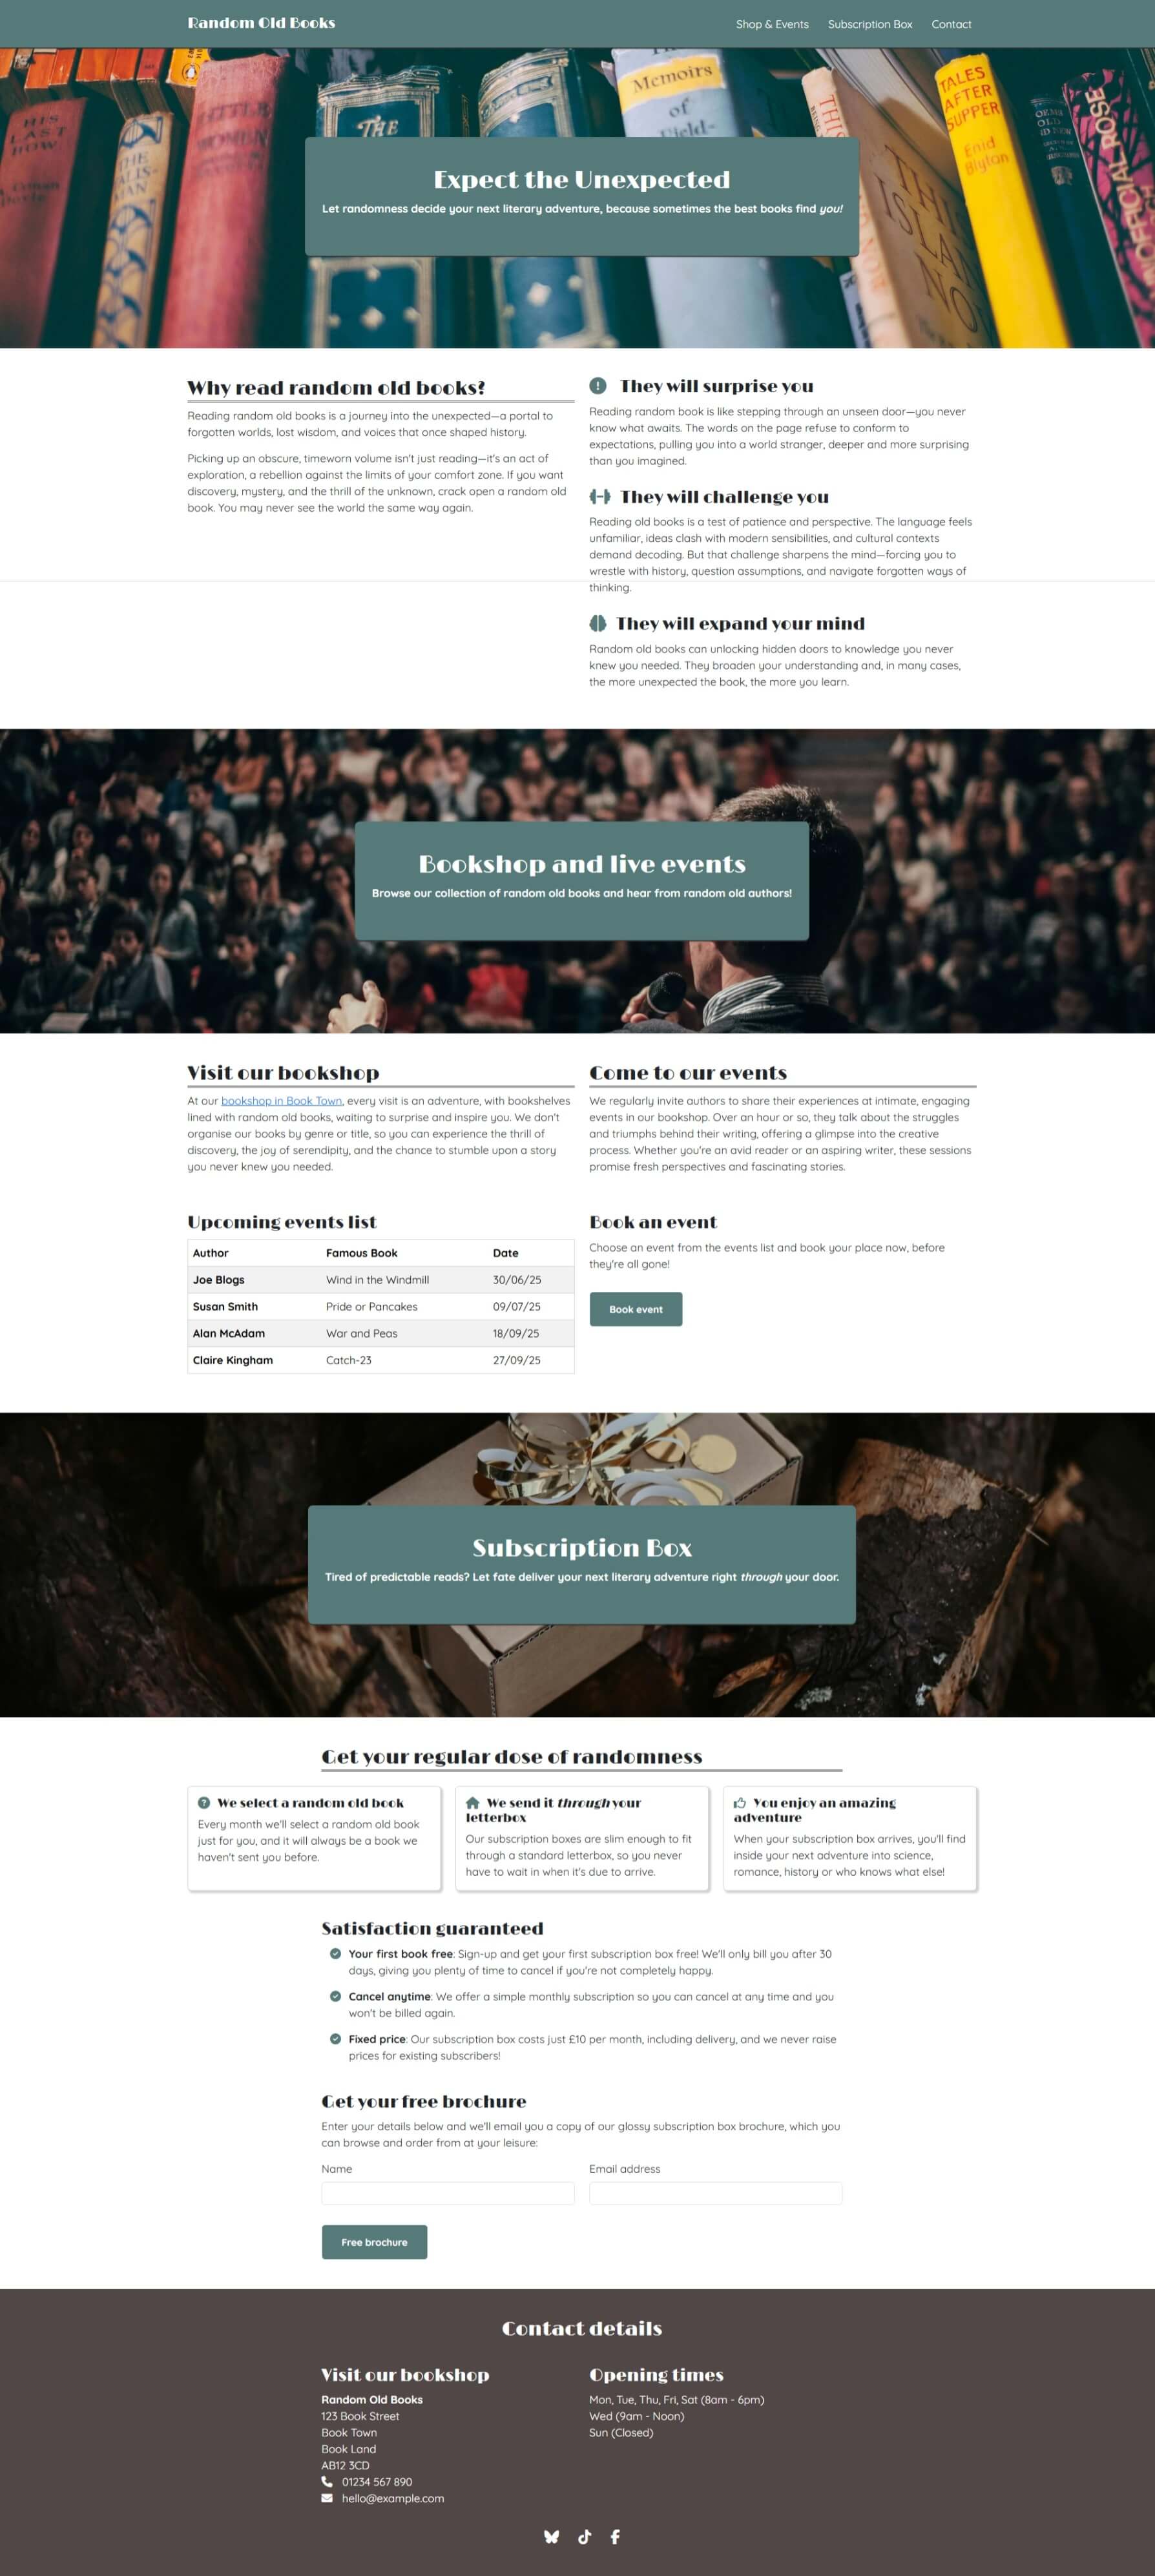 Random Old Books
Shop & Events Subscription Box Contact
HIS
LAST
THE
Memoirs
of
Field-
TALES
AFTER
SUPPER
Enid
Blyton
OFFICIAL ROSE
Expect the Unexpected
Let randomness decide your next literary adventure, because sometimes the best books find you!
Why read random old books?
Reading random old books is a journey into the unexpected—a portal to
forgotten worlds, lost wisdom, and voices that once shaped history.
Picking up an obscure, timeworn volume isn't just reading—it's an act of
exploration, a rebellion against the limits of your comfort zone. If you want
discovery, mystery, and the thrill of the unknown, crack open a random old
book. You may never see the world the same way again.
They will surprise you
Reading random book is like stepping through an unseen door—you never
know what awaits. The words on the page refuse to conform to
expectations, pulling you into a world stranger, deeper and more surprising
than you imagined.
They will challenge you
Reading old books is a test of patience and perspective. The language feels
unfamiliar, ideas clash with modern sensibilities, and cultural contexts
demand decoding. But that challenge sharpens the mind—forcing you to
wrestle with history, question assumptions, and navigate forgotten ways of
thinking.
They will expand your mind
Random old books can unlocking hidden doors to knowledge you never
knew you needed. They broaden your understanding and, in many cases,
the more unexpected the book, the more you learn.
Bookshop and live events
Browse our collection of random old books and hear from random old authors!
Visit our bookshop
At our bookshop in Book Town, every visit is an adventure, with bookshelves
lined with random old books, waiting to surprise and inspire you. We don't
organise our books by genre or title, so you can experience the thrill of
discovery, the joy of serendipity, and the chance to stumble upon a story
you never knew you needed.
Come to our events
We regularly invite authors to share their experiences at intimate, engaging
events in our bookshop. Over an hour or so, they talk about the struggles
and triumphs behind their writing, offering a glimpse into the creative
process. Whether you're an avid reader or an aspiring writer, these sessions
promise fresh perspectives and fascinating stories.
Upcoming events list
Author Famous Book Date
Joe Blogs Wind in the Windmill 30/06/25
Susan Smith Pride or Pancakes 09/07/25
Alan McAdam War and Peas 18/09/25
Claire Kingham Catch-23 27/09/25
Book an event
Choose an event from the events list and book your place now, before
they're all gone!
Book event
Subscription Box
Tired of predictable reads? Let fate deliver your next literary adventure right through your door.
Get your regular dose of randomness
We select a random old book
Every month we'll select a random old book
just for you, and it will always be a book we
haven't sent you before.
We send it through your
letterbox
Our subscription boxes are slim enough to fit
through a standard letterbox, so you never
have to wait in when it's due to arrive.
You enjoy an amazing
adventure
When your subscription box arrives, you'll find
inside your next adventure into science,
romance, history or who knows what else!
Satisfaction guaranteed
Your first book free: Sign-up and get your first subscription box free! We'll only bill you after 30
days, giving you plenty of time to cancel if you're not completely happy.
Cancel anytime: We offer a simple monthly subscription so you can cancel at any time and you
won't be billed again.
Fixed price: Our subscription box costs just £10 per month, including delivery, and we never raise
prices for existing subscribers!
Get your free brochure
Enter your details below and we'll email you a copy of our glossy subscription box brochure, which you
can browse and order from at your leisure:
Name Email address
Free brochure
Contact details
Visit our bookshop
Random Old Books
123 Book Street
Book Town
Book Land
AB12 3CD
01234 567 890
hello@example.com
Opening times
Mon, Tue, Thu, Fri, Sat (8am - 6pm)
Wed (9am - Noon)
Sun (Closed)